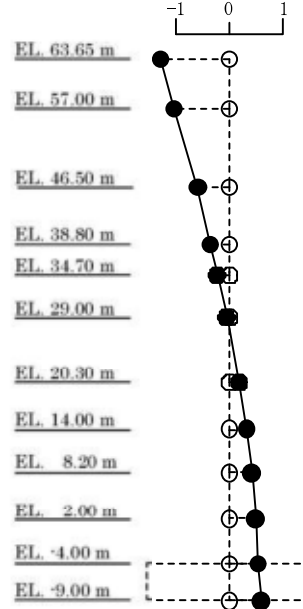 −1 0 1
EL. 63.65 m
EL. 57.00 m
EL. 46.50 m
EL. 38.80 m
EL. 34.70 m
EL. 29.00 m
EL. 20.30 m
EL. 14.00 m
EL. 8.20 m
EL. 2.00 m
EL. -4.00 m
EL. -9.00 m